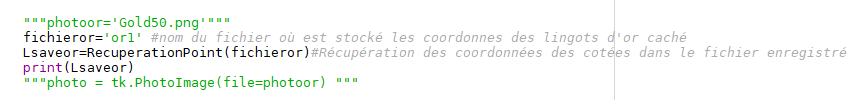 """photoor='Gold50.png'"""
fichieror='or1' #nom du fichier où est stocké les coordonnes des lingots d'or caché
Lsaveor=RecuperationPoint(fichieror)#Récupération des coordonnées des cotées dans le fichier enregistré
print(Lsaveor)
"""photo = tk.PhotoImage(file=photoor) """